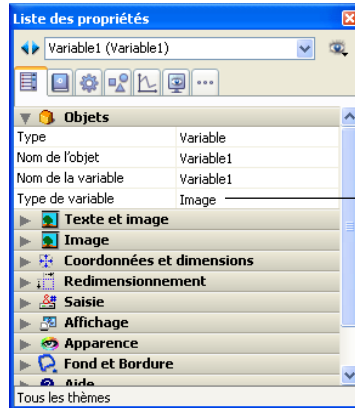 Liste des propriétés
Variable1 (Variable1)
Objets
Type Variable
Nom de l'objet Variable1
Nom de la variable Variable1
Type de variable Image
Texte et image
Image
Coordonnées et dimensions
Redimensionnement
Saisie
Affichage
Apparence
Fond et Bordure
Aide
Tous les thèmes